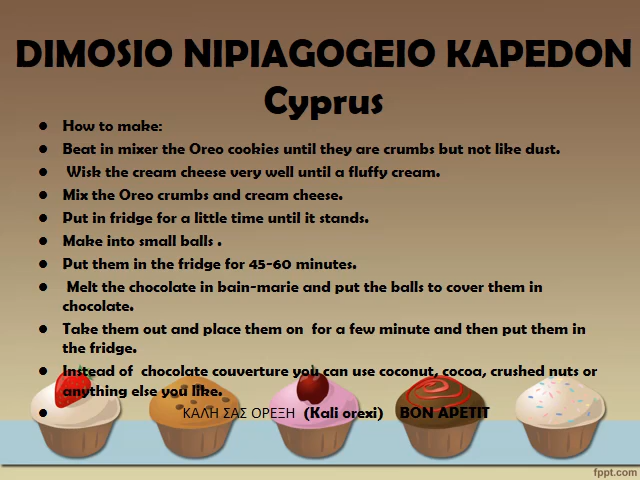 DIMOSIO NIPIAGOGEIO KAPEDON
Cyprus
• How to make:
• Beat in mixer the Oreo cookies until they are crumbs but not like dust.
• Wisk the cream cheese very well until a fluffy cream.
• Mix the Oreo crumbs and cream cheese.
• Put in fridge for a little time until it stands.
• Make into small balls .
• Put them in the fridge for 45-60 minutes.
• Melt the chocolate in bain-marie and put the balls to cover them in
chocolate.
• Take them out and place them on for a few minute and then put them in
the fridge.
• Instead of chocolate couverture you can use coconut, cocoa, crushed nuts or
anything else you like.
• ΚΑΛΗ ΣΑΣ ΟΡΕΞΗ (Kali orexi) BON APETIT
fppt.com